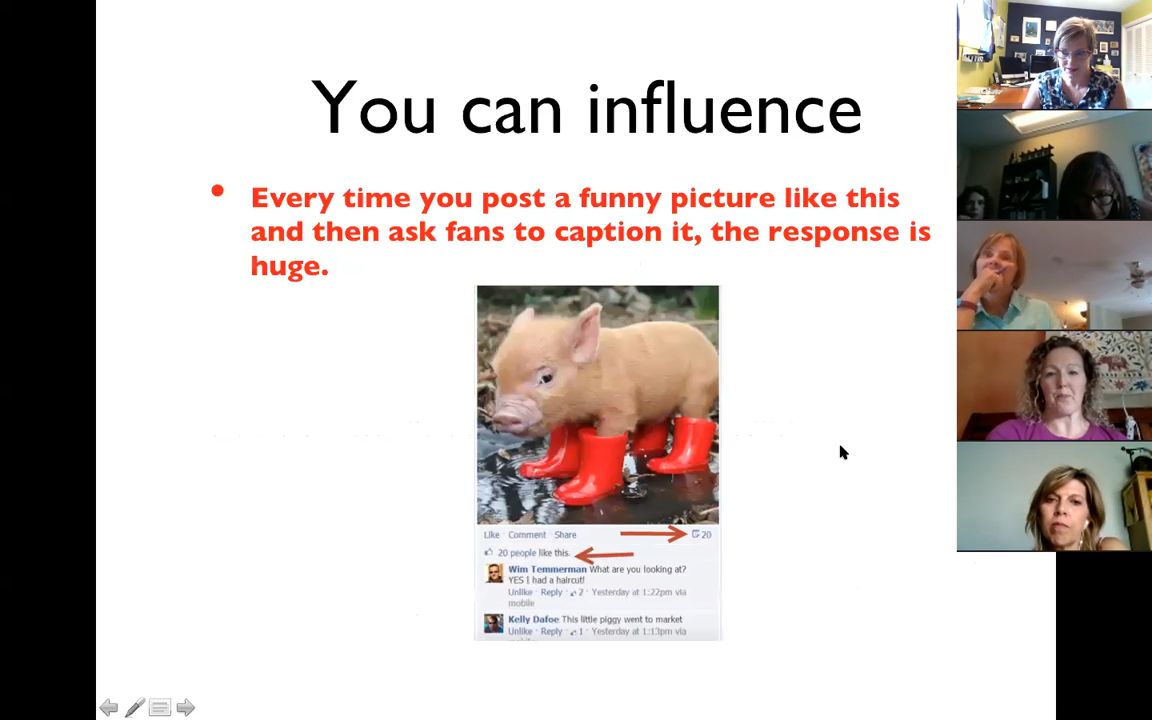 You can influence
• Every time you post a funny picture like this
and then ask fans to caption it, the response is
huge.
Like · Comment · Share 20
20 people like this.
Wim Temmerman What are you looking at?
YES I had a haircut!
Unlike · Reply · 2 · Yesterday at 1:22pm via
mobile
Kelly Dafoe This little piggy went to market
Unlike · Reply · 1 · Yesterday at 1:13pm via